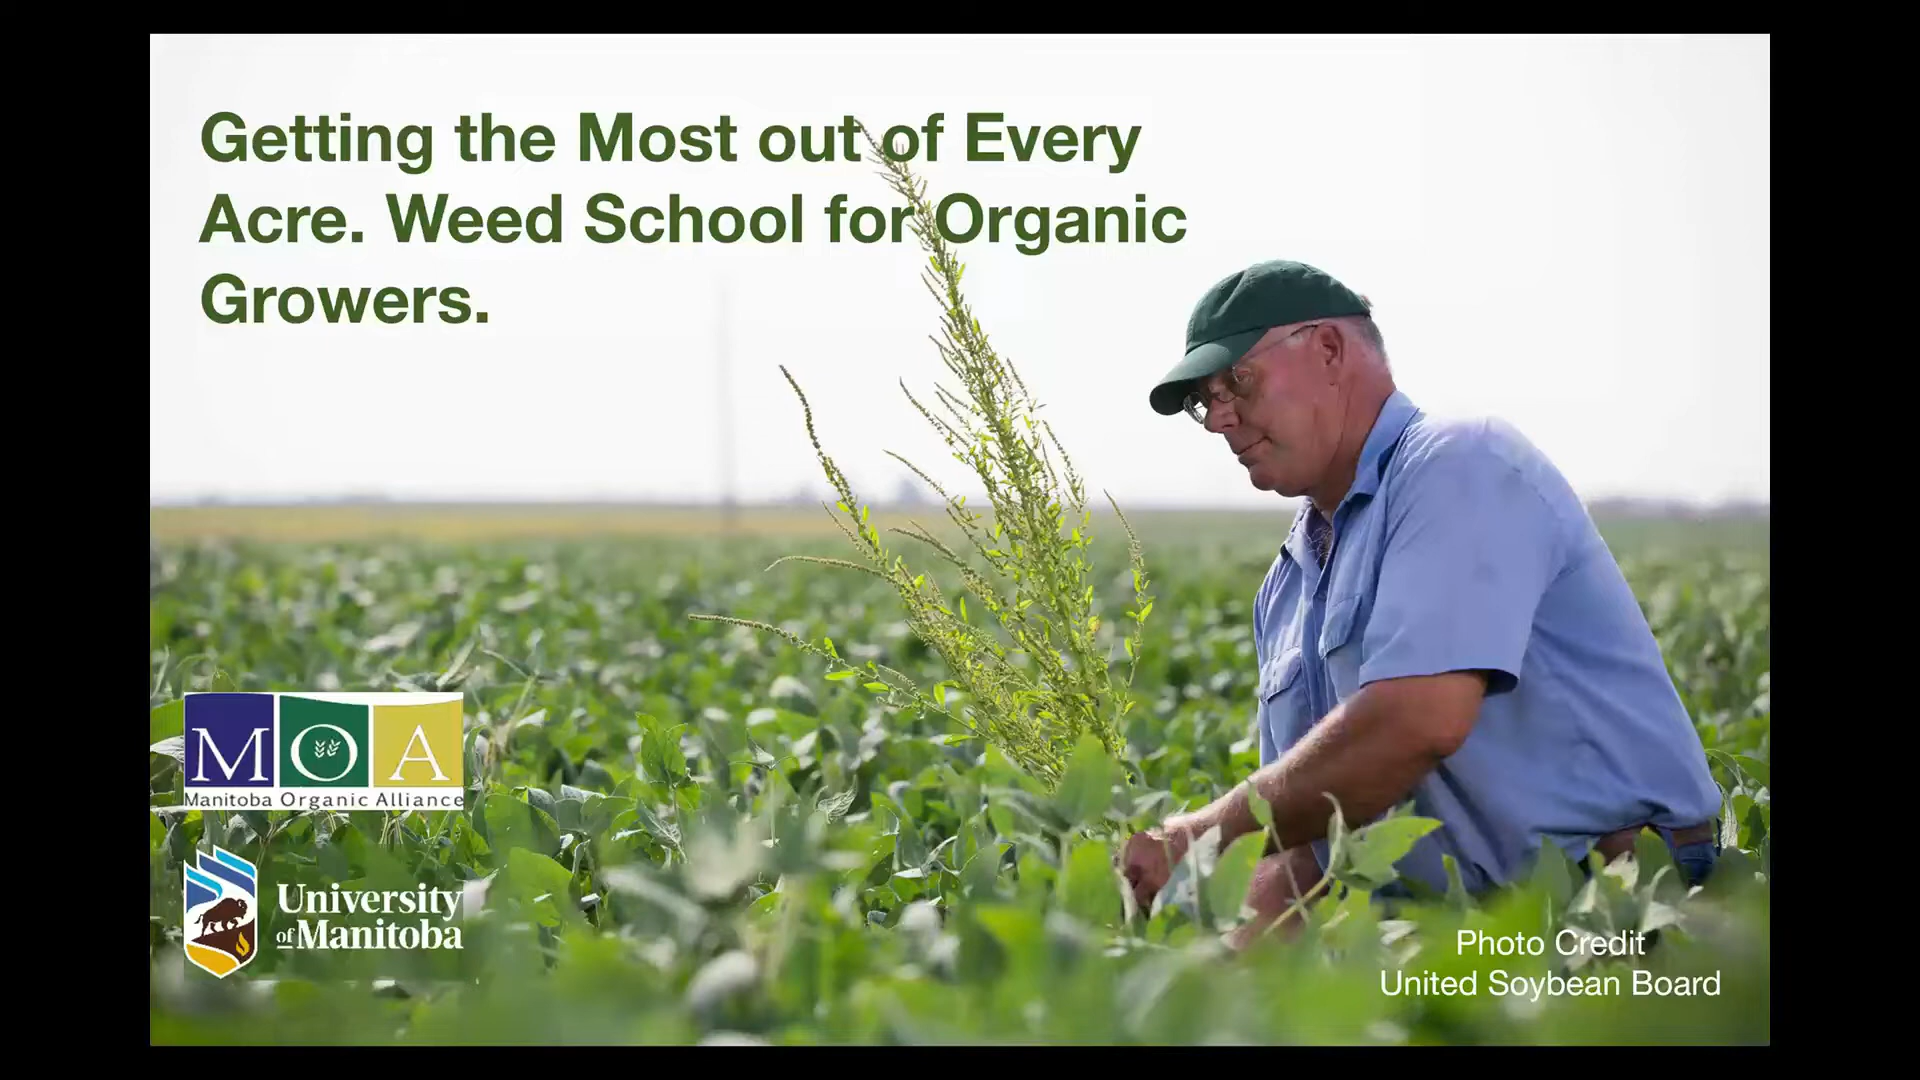 Getting the Most out of Every
Acre. Weed School for Organic
Growers.
MOA
Manitoba Organic Alliance
University
of Manitoba
Photo Credit
United Soybean Board